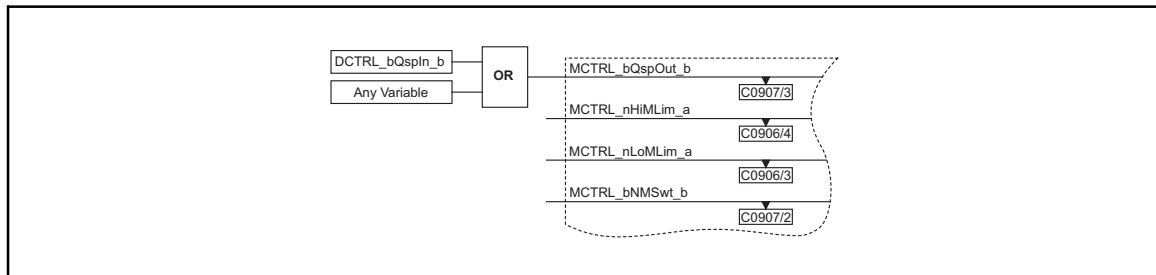 DCTRL_bQspIn_b
Any Variable
OR
MCTRL_bQspOut_b
C0907/3
MCTRL_nHiMLim_a
C0906/4
MCTRL_nLoMLim_a
C0906/3
MCTRL_bNMSwt_b
C0907/2